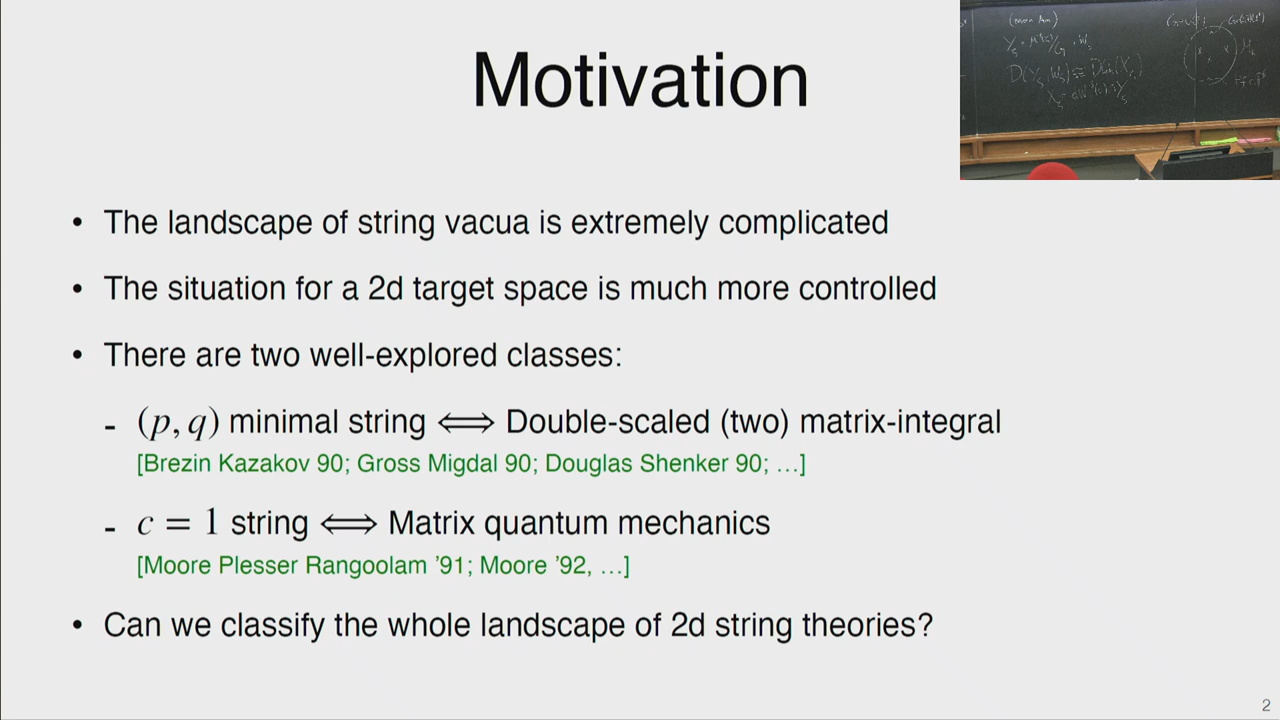 Motivation
• The landscape of string vacua is extremely complicated
• The situation for a 2d target space is much more controlled
• There are two well-explored classes:
- (p, q) minimal string ⟺ Double-scaled (two) matrix-integral
[Brezin Kazakov 90; Gross Migdal 90; Douglas Shenker 90; …]
- c = 1 string ⟺ Matrix quantum mechanics
[Moore Plesser Rangoolam ’91; Moore ’92, …]
• Can we classify the whole landscape of 2d string theories?
2